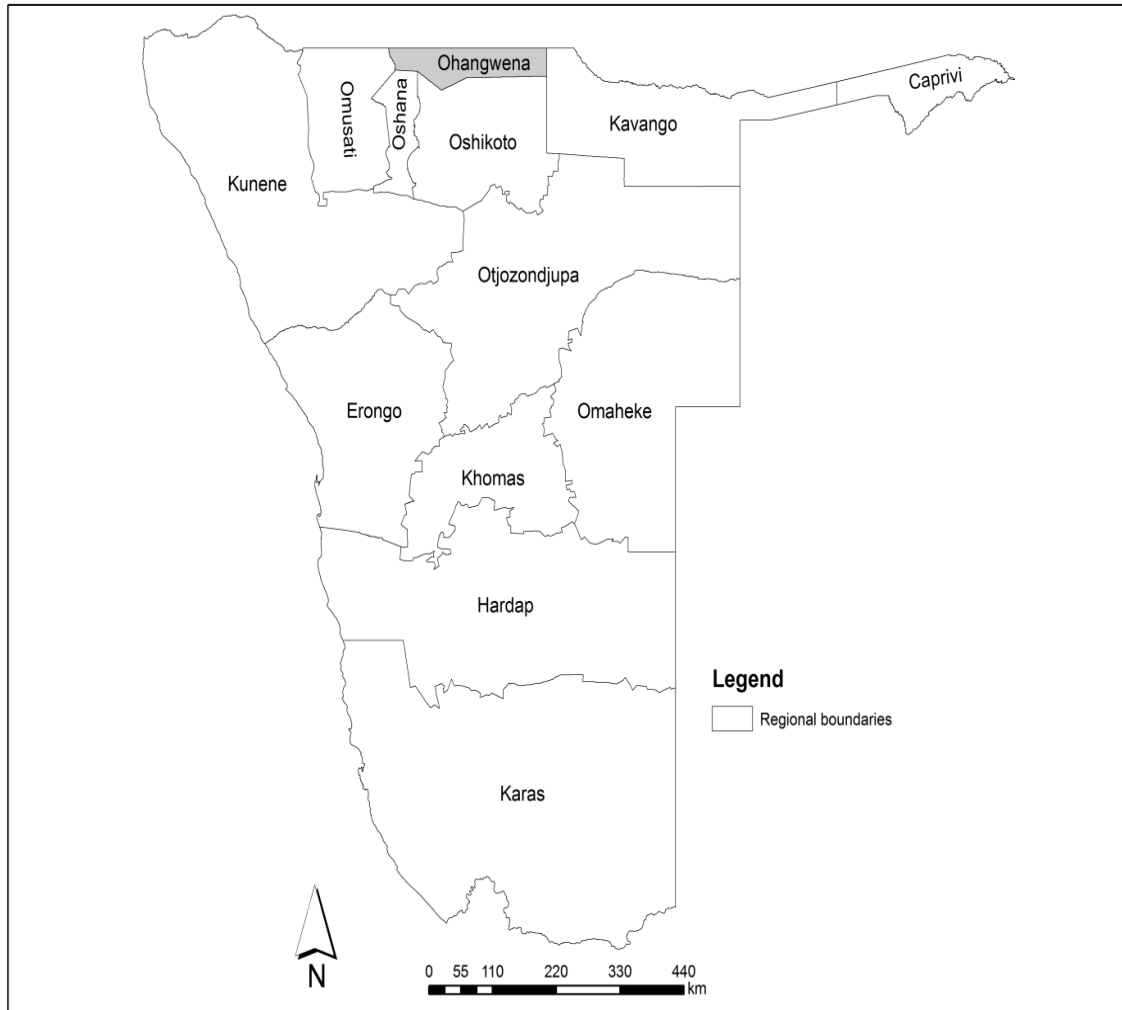 Ohangwena
Caprivi
Omusati
Oshana
Oshikoto
Kavango
Kunene
Otjozondjupa
Erongo
Omaheke
Khomas
Hardap
Legend
Regional boundaries
Karas
N
0 55 110 220 330 440
km